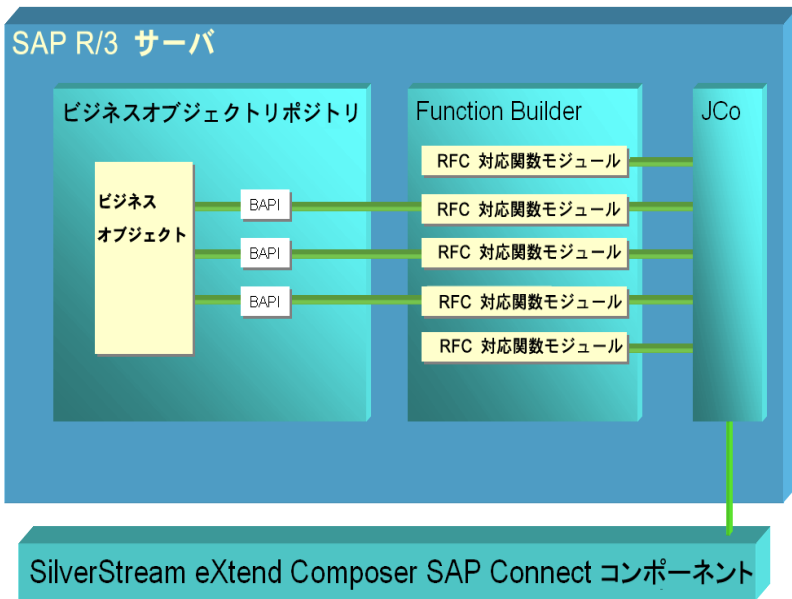 SAP R/3 サーバ
ビジネスオブジェクトリポジトリ
ビジネス
オブジェクト
BAPI
BAPI
BAPI
Function Builder
RFC 対応関数モジュール
RFC 対応関数モジュール
RFC 対応関数モジュール
RFC 対応関数モジュール
RFC 対応関数モジュール
JCo
SilverStream eXtend Composer SAP Connect コンポーネント